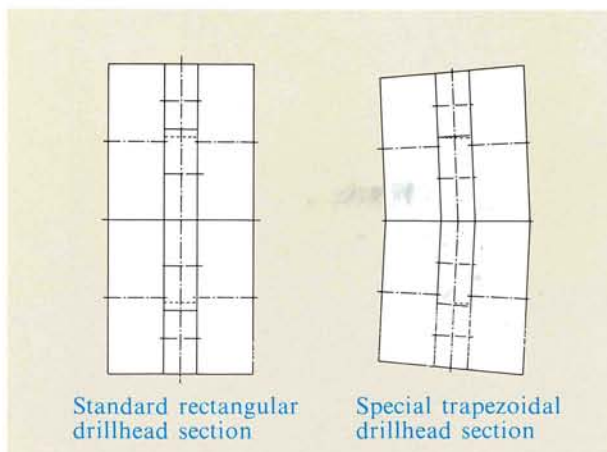 Standard rectangular
drillhead section
Special trapezoidal
drillhead section